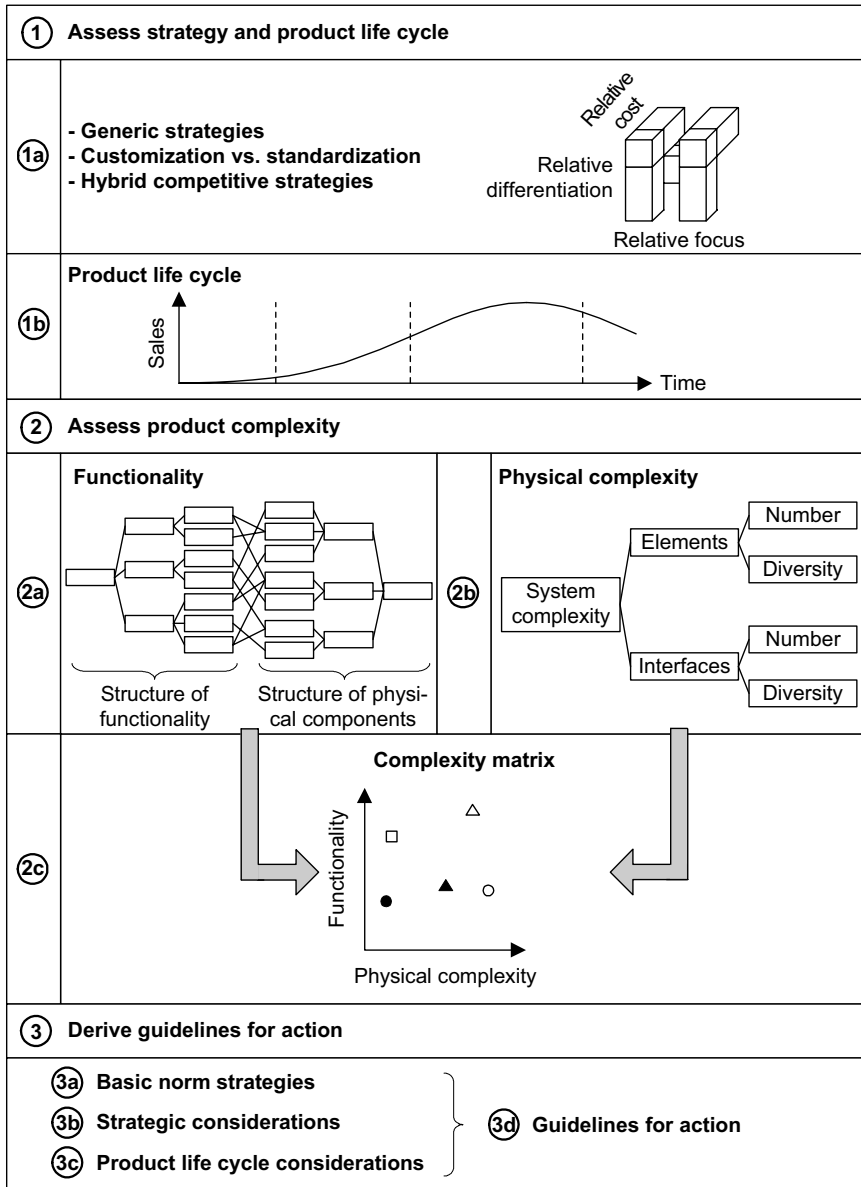 1 Assess strategy and product life cycle
1a
- Generic strategies
- Customization vs. standardization
- Hybrid competitive strategies
Relative
cost
Relative
differentiation
Relative focus
1b
Product life cycle
Sales
Time
2 Assess product complexity
2a
Functionality
Structure of
functionality
Structure of physi-
cal components
2b
Physical complexity
System
complexity
Elements
Number
Diversity
Interfaces
Number
Diversity
2c
Complexity matrix
Functionality
Physical complexity
3 Derive guidelines for action
3a Basic norm strategies
3b Strategic considerations
3c Product life cycle considerations
3d Guidelines for action